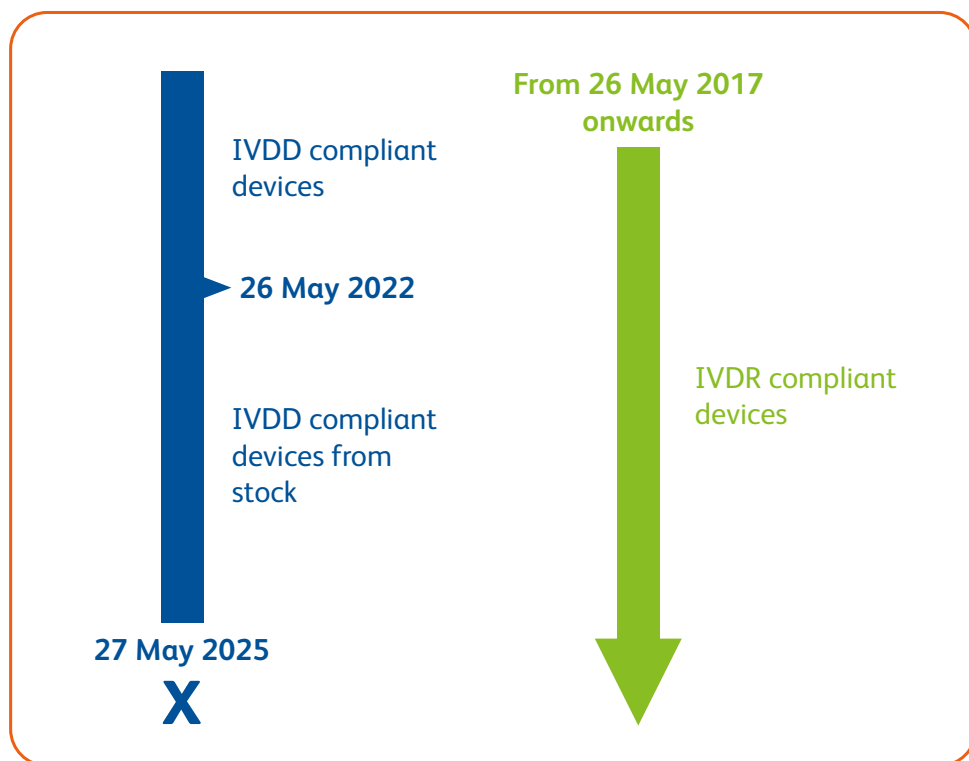 IVDD compliant
devices
26 May 2022
IVDD compliant
devices from
stock
27 May 2025
X
From 26 May 2017
onwards
IVDR compliant
devices